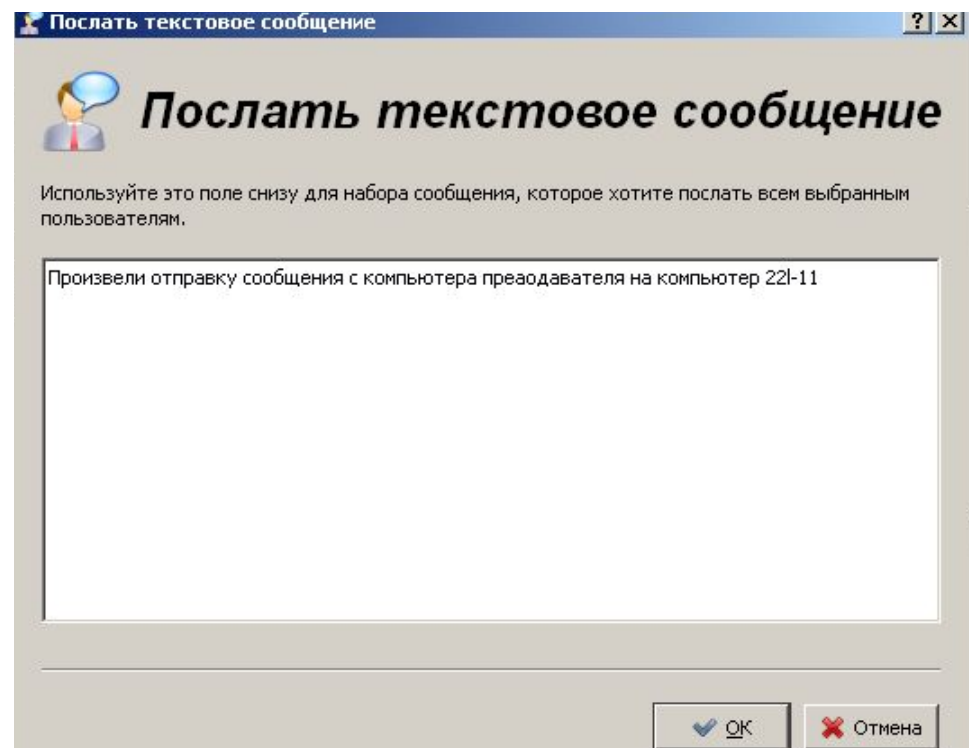 Послать текстовое сообщение
Послать текстовое сообщение
Используйте это поле снизу для набора сообщения, которое хотите послать всем выбранным
пользователям.
Произвели отправку сообщения с компьютера преаодавателя на компьютер 22l-11
OK
Отмена